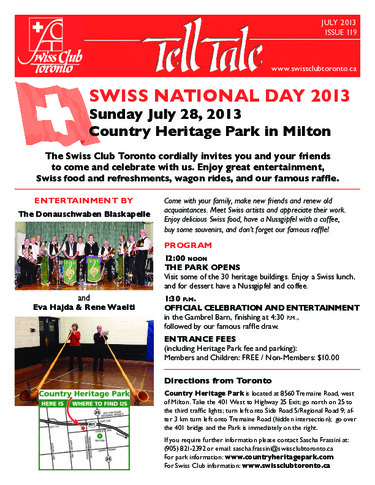 JULY 2013
ISSUE 119
Swiss Club
Toronto
Tell Tale
www.swissclubtoronto.ca
SWISS NATIONAL DAY 2013
Sunday July 28, 2013
Country Heritage Park in Milton
The Swiss Club Toronto cordially invites you and your friends
to come and celebrate with us. Enjoy great entertainment,
Swiss food and refreshments, wagon rides, and our famous raffle.
ENTERTAINMENT BY
The Donauschwaben Blaskapelle
and
Eva Hajda & Rene Waelti
Country Heritage Park
HERE IS WHERE TO FIND US
Come with your family, make new friends and renew old
acquaintances. Meet Swiss artists and appreciate their work.
Enjoy delicious Swiss food, have a Nussgipfel with a coffee,
buy some souvenirs, and don't forget our famous raffle!
PROGRAM
12:00 NOON
THE PARK OPENS
Visit some of the 30 heritage buildings. Enjoy a Swiss lunch,
and for dessert have a Nussgipfel and coffee.
1:30 P.M.
OFFICIAL CELEBRATION AND ENTERTAINMENT
in the Gambrel Barn, finishing at 4:30 P.M.,
followed by our famous raffle draw.
ENTRANCE FEES
(including Heritage Park fee and parking):
Members and Children: FREE / Non-Members: $10.00
Directions from Toronto
Country Heritage Park is located at 8560 Tremaine Road, west
of Milton. Take the 401 West to Highway 25 Exit; go north on 25 to
the third traffic lights; turn left onto Side Road 5/Regional Road 9; af-
ter 3 km turn left onto Tremaine Road (hidden intersection); go over
the 401 bridge and the Park is immediately on the right.
If you require further information please contact Sascha Frassini at:
(905) 821-2392 or email: sascha.frassini@swissclubtoronto.ca
For park information: www.countryheritagepark.com
For Swiss Club information: www.swissclubtoronto.ca